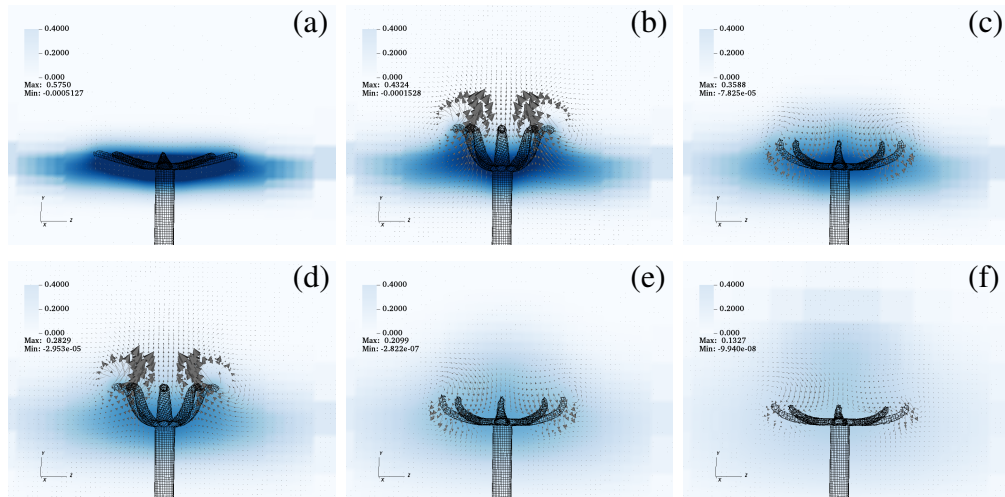 (a)
0.4000
0.2000
0.000
Max: 0.5750
Min: -0.0005127
Y
X Z
(b)
0.4000
0.2000
0.000
Max: 0.4324
Min: -0.0001528
Y
X Z
(c)
0.4000
0.2000
0.000
Max: 0.3588
Min: -7.825e-05
Y
X Z
(d)
0.4000
0.2000
0.000
Max: 0.2829
Min: -2.953e-05
Y
X Z
(e)
0.4000
0.2000
0.000
Max: 0.2099
Min: -2.822e-07
Y
X Z
(f)
0.4000
0.2000
0.000
Max: 0.1327
Min: -9.940e-08
Y
X Z